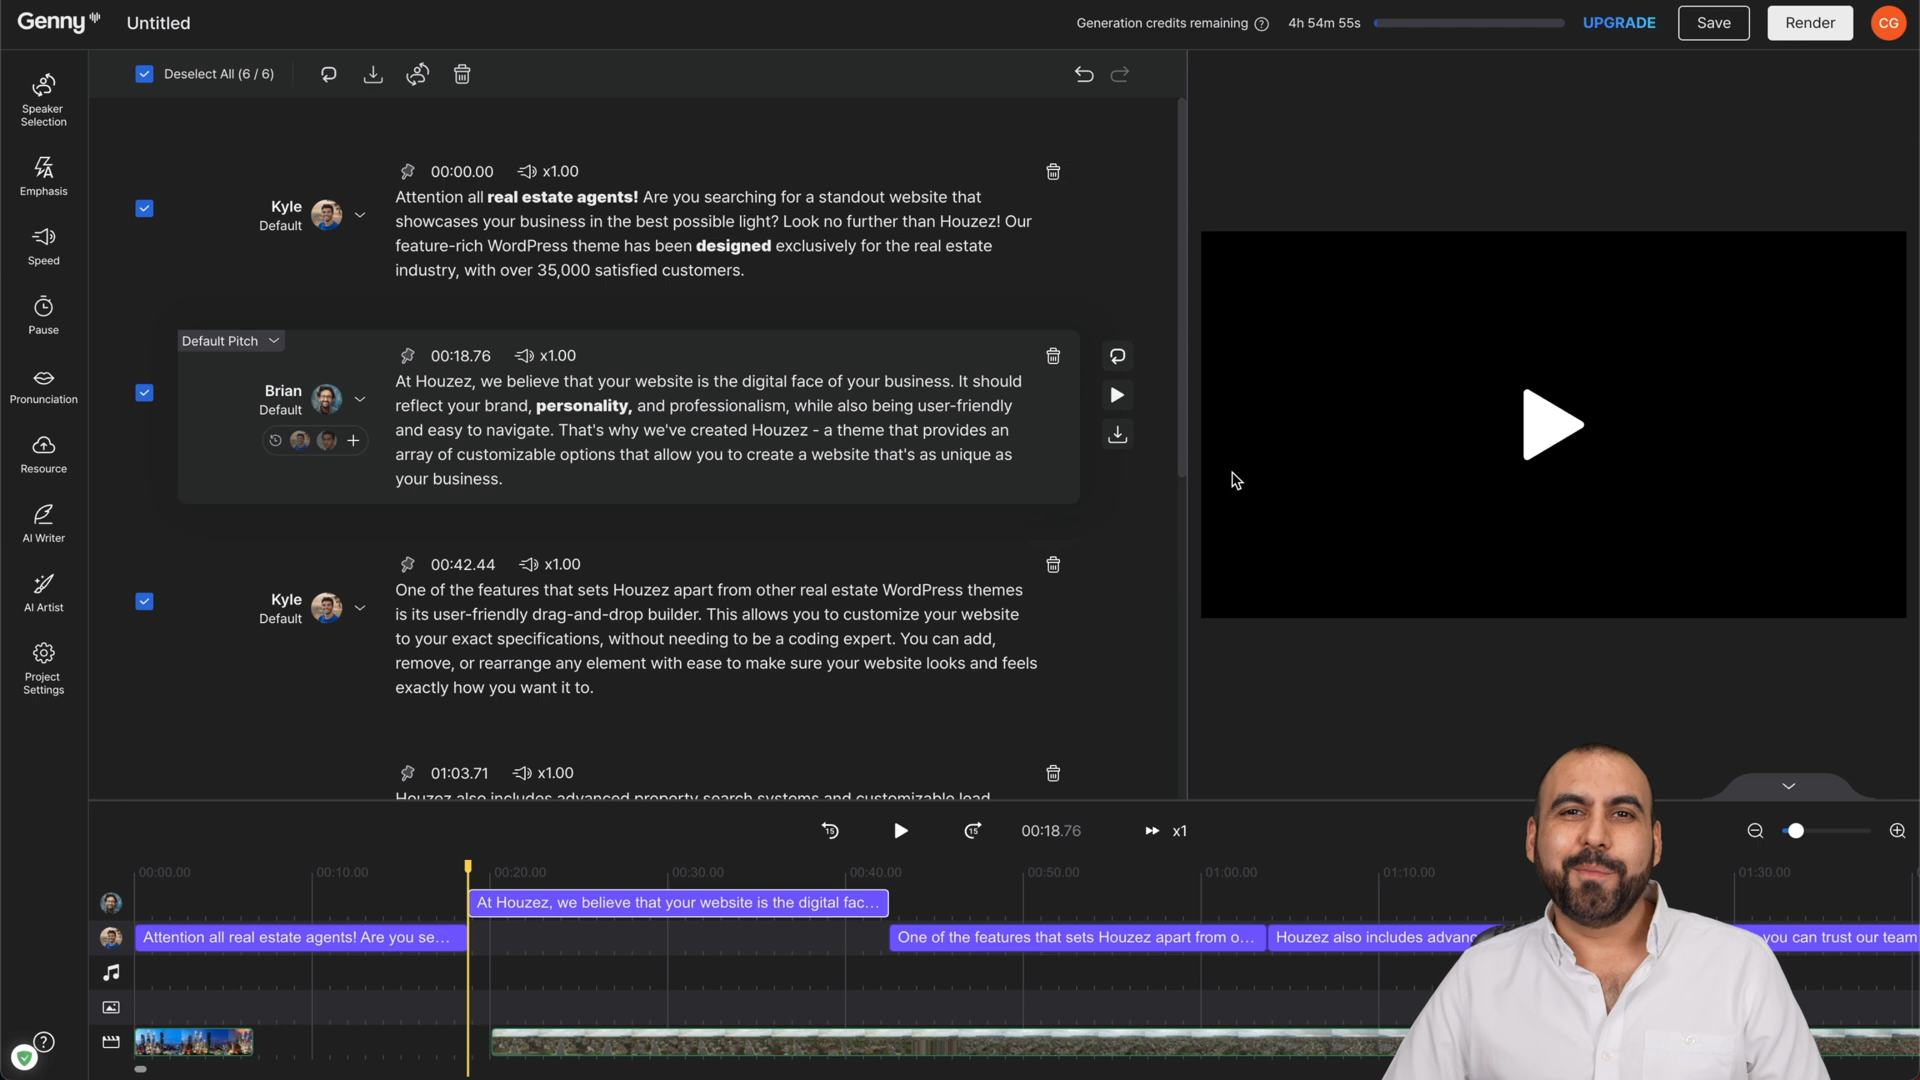 Genny
Untitled
Generation credits remaining ?
4h 54m 55s
UPGRADE
Save
Render
CG
Deselect All (6 / 6)
Speaker
Selection
Emphasis
Speed
Pause
Pronunciation
Resource
AI Writer
AI Artist
Project
Settings
?
00:00.00 x1.00
Kyle
Default
Attention all real estate agents! Are you searching for a standout website that
showcases your business in the best possible light? Look no further than Houzez! Our
feature-rich WordPress theme has been designed exclusively for the real estate
industry, with over 35,000 satisfied customers.
Default Pitch
00:18.76 x1.00
Brian
Default
At Houzez, we believe that your website is the digital face of your business. It should
reflect your brand, personality, and professionalism, while also being user-friendly
and easy to navigate. That's why we've created Houzez - a theme that provides an
array of customizable options that allow you to create a website that's as unique as
your business.
00:42.44 x1.00
Kyle
Default
One of the features that sets Houzez apart from other real estate WordPress themes
is its user-friendly drag-and-drop builder. This allows you to customize your website
to your exact specifications, without needing to be a coding expert. You can add,
remove, or rearrange any element with ease to make sure your website looks and feels
exactly how you want it to.
01:03.71 x1.00
Houzez also includes advanced property search systems and customizable lead
15
15
00:18.76
x1
00:00.00 00:10.00 00:20.00 00:30.00 00:40.00 00:50.00 01:00.00 01:10.00 01:30.00
At Houzez, we believe that your website is the digital fac...
Attention all real estate agents! Are you se...
One of the features that sets Houzez apart from o...
Houzez also includes advanc
you can trust our team